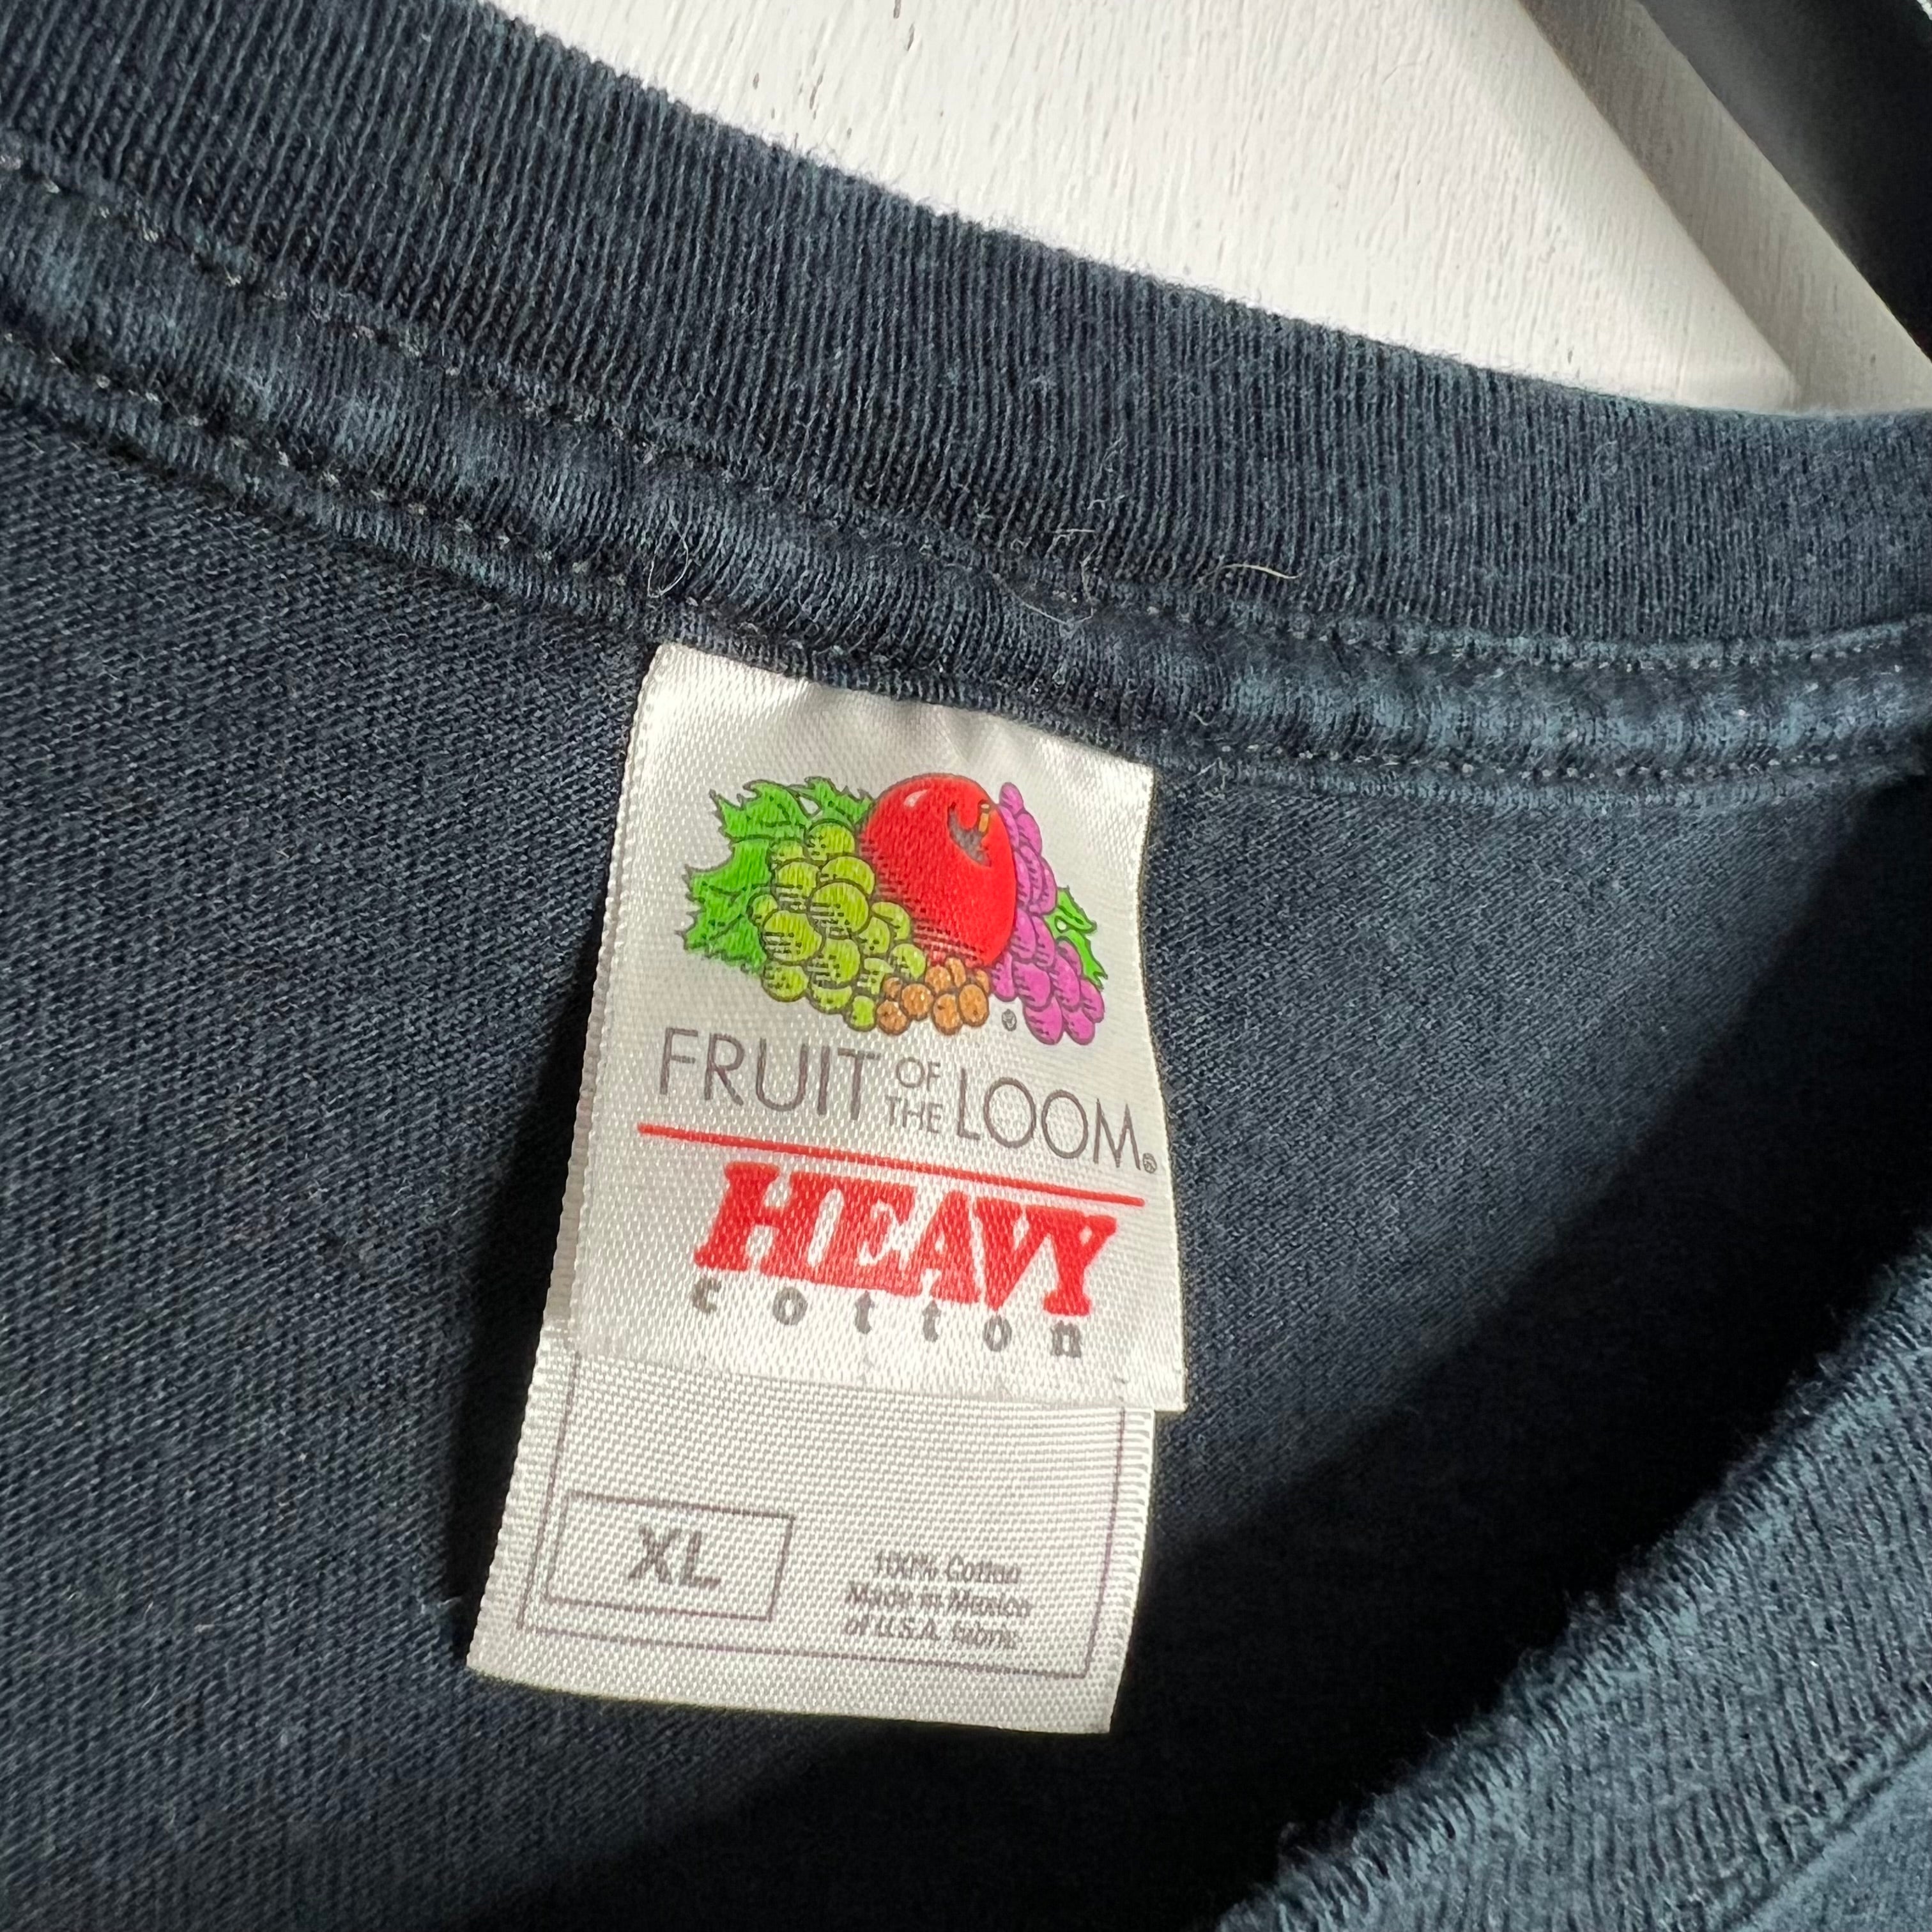 FRUIT OF THE LOOM®
HEAVY
cotton
XL
100% Cotton
Made in Mexico
of U.S.A. fabric